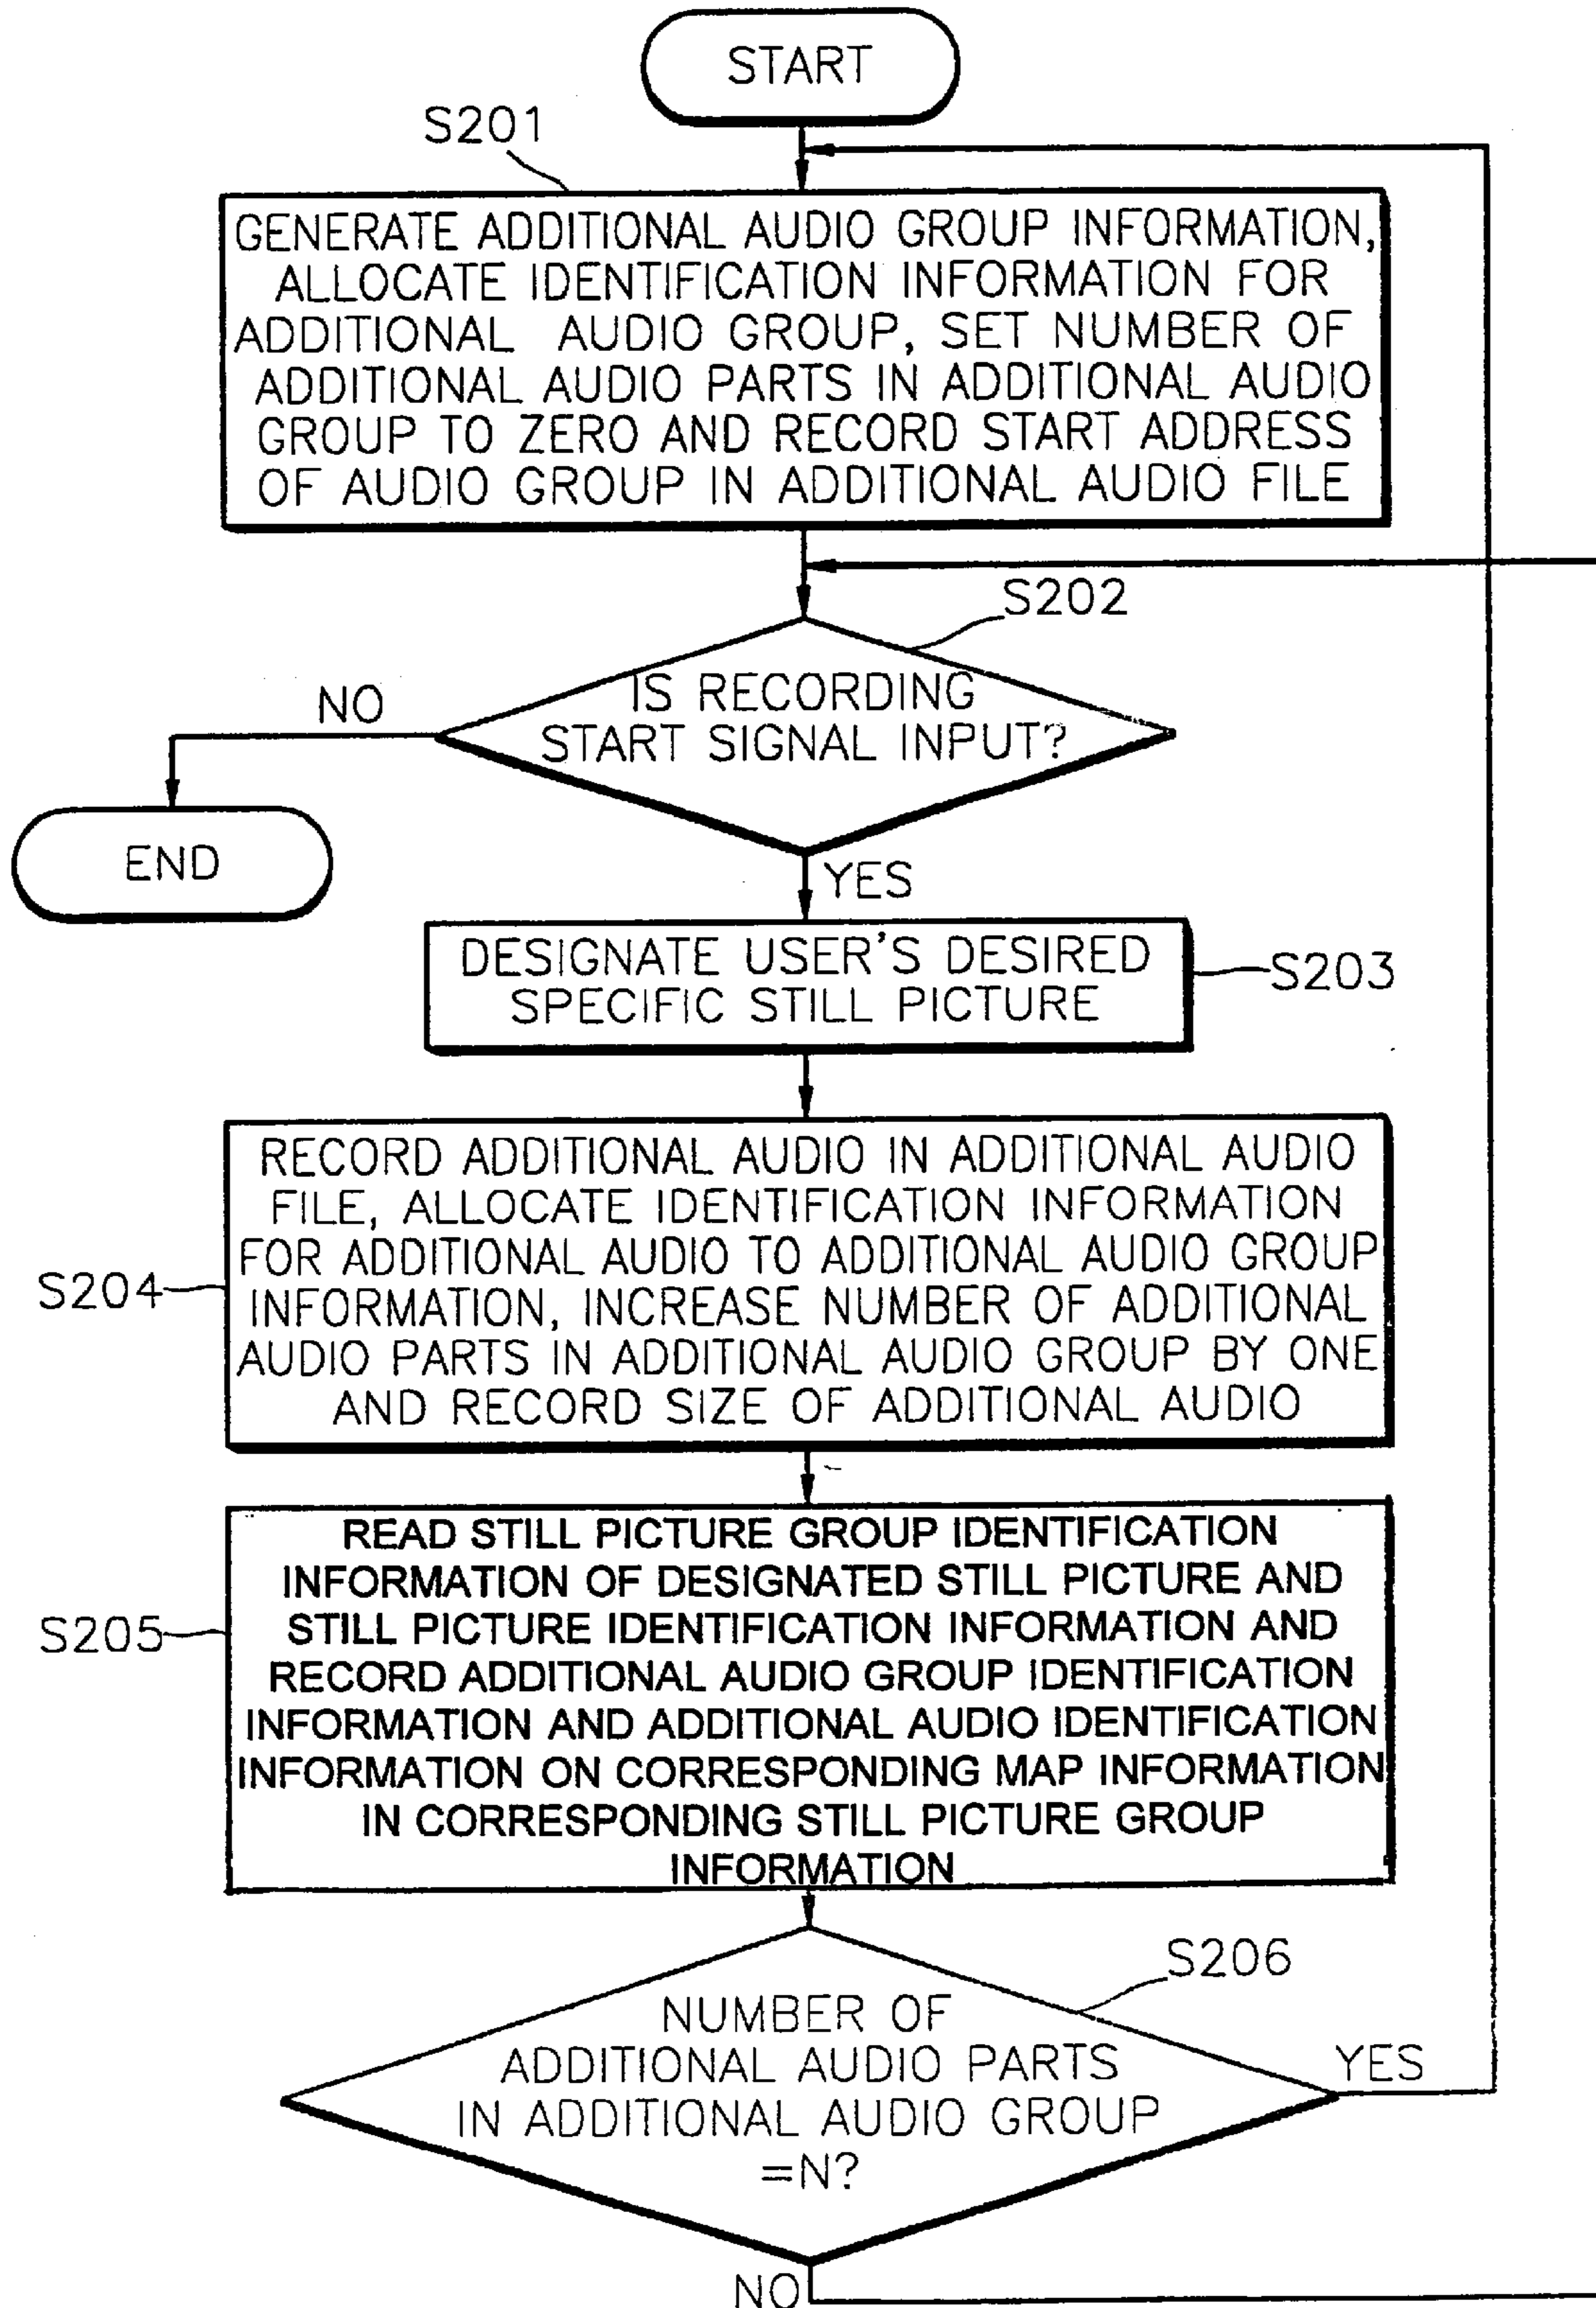 START
S201
GENERATE ADDITIONAL AUDIO GROUP INFORMATION,
ALLOCATE IDENTIFICATION INFORMATION FOR
ADDITIONAL AUDIO GROUP, SET NUMBER OF
ADDITIONAL AUDIO PARTS IN ADDITIONAL AUDIO
GROUP TO ZERO AND RECORD START ADDRESS
OF AUDIO GROUP IN ADDITIONAL AUDIO FILE
S202
IS RECORDING
START SIGNAL INPUT?
NO
END
YES
DESIGNATE USER'S DESIRED
SPECIFIC STILL PICTURE
S203
RECORD ADDITIONAL AUDIO IN ADDITIONAL AUDIO
FILE, ALLOCATE IDENTIFICATION INFORMATION
FOR ADDITIONAL AUDIO TO ADDITIONAL AUDIO GROUP
INFORMATION, INCREASE NUMBER OF ADDITIONAL
AUDIO PARTS IN ADDITIONAL AUDIO GROUP BY ONE
AND RECORD SIZE OF ADDITIONAL AUDIO
S204
READ STILL PICTURE GROUP IDENTIFICATION
INFORMATION OF DESIGNATED STILL PICTURE AND
STILL PICTURE IDENTIFICATION INFORMATION AND
RECORD ADDITIONAL AUDIO GROUP IDENTIFICATION
INFORMATION AND ADDITIONAL AUDIO IDENTIFICATION
INFORMATION ON CORRESPONDING MAP INFORMATION
IN CORRESPONDING STILL PICTURE GROUP
INFORMATION
S205
S206
NUMBER OF
ADDITIONAL AUDIO PARTS
IN ADDITIONAL AUDIO GROUP
=N?
YES
NO